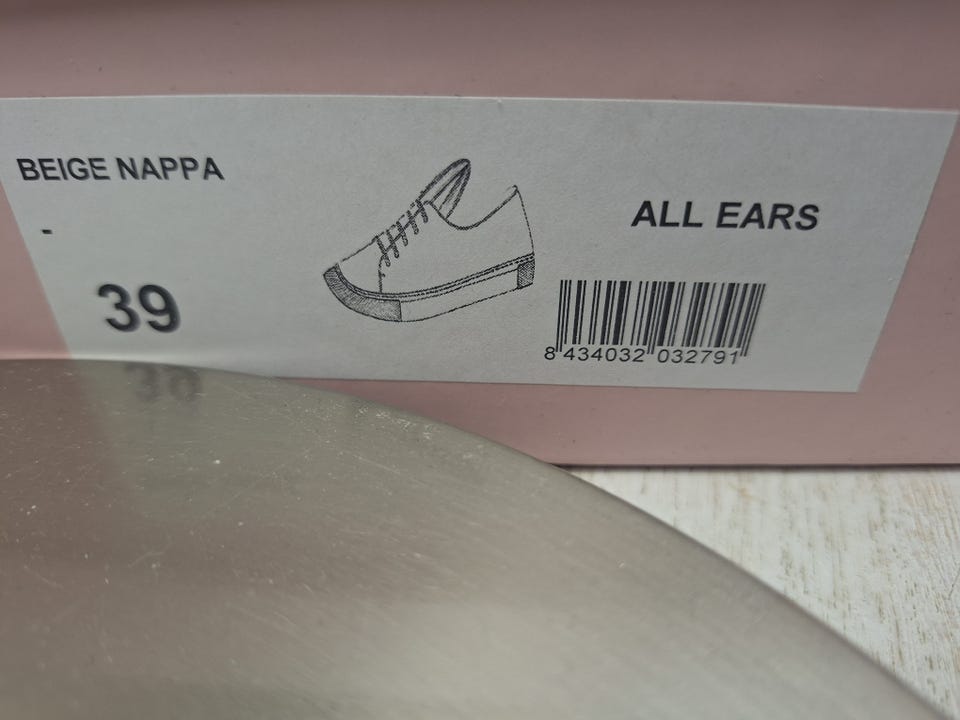 BEIGE NAPPA
-
39
ALL EARS
8 434032 032791